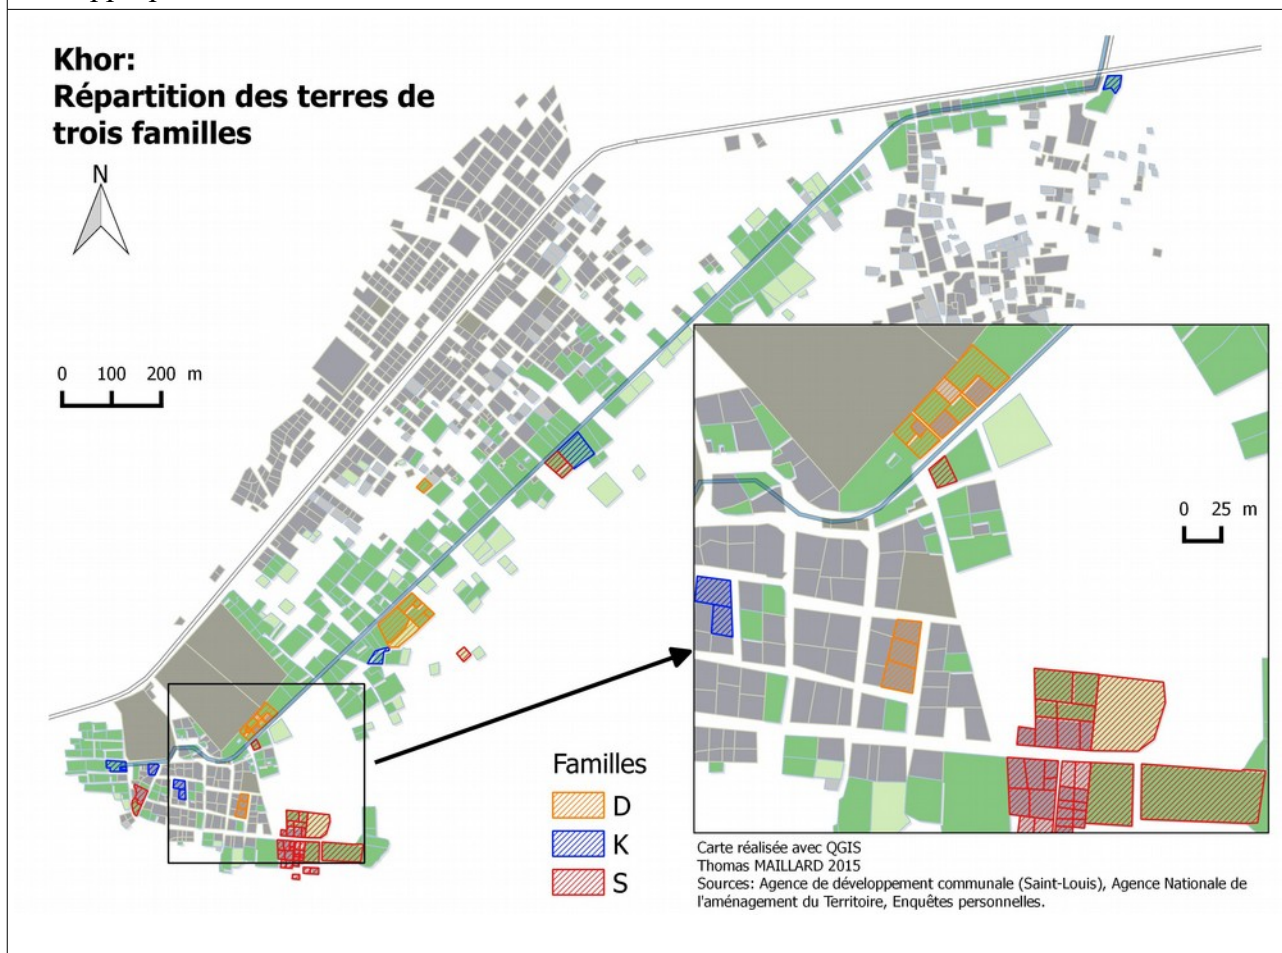 Khor:
Répartition des terres de
trois familles
N
0 100 200 m
0 25 m
Familles
D
K
S
Carte réalisée avec QGIS
Thomas MAILLARD 2015
Sources: Agence de développement communale (Saint-Louis), Agence Nationale de
l'aménagement du Territoire, Enquêtes personnelles.